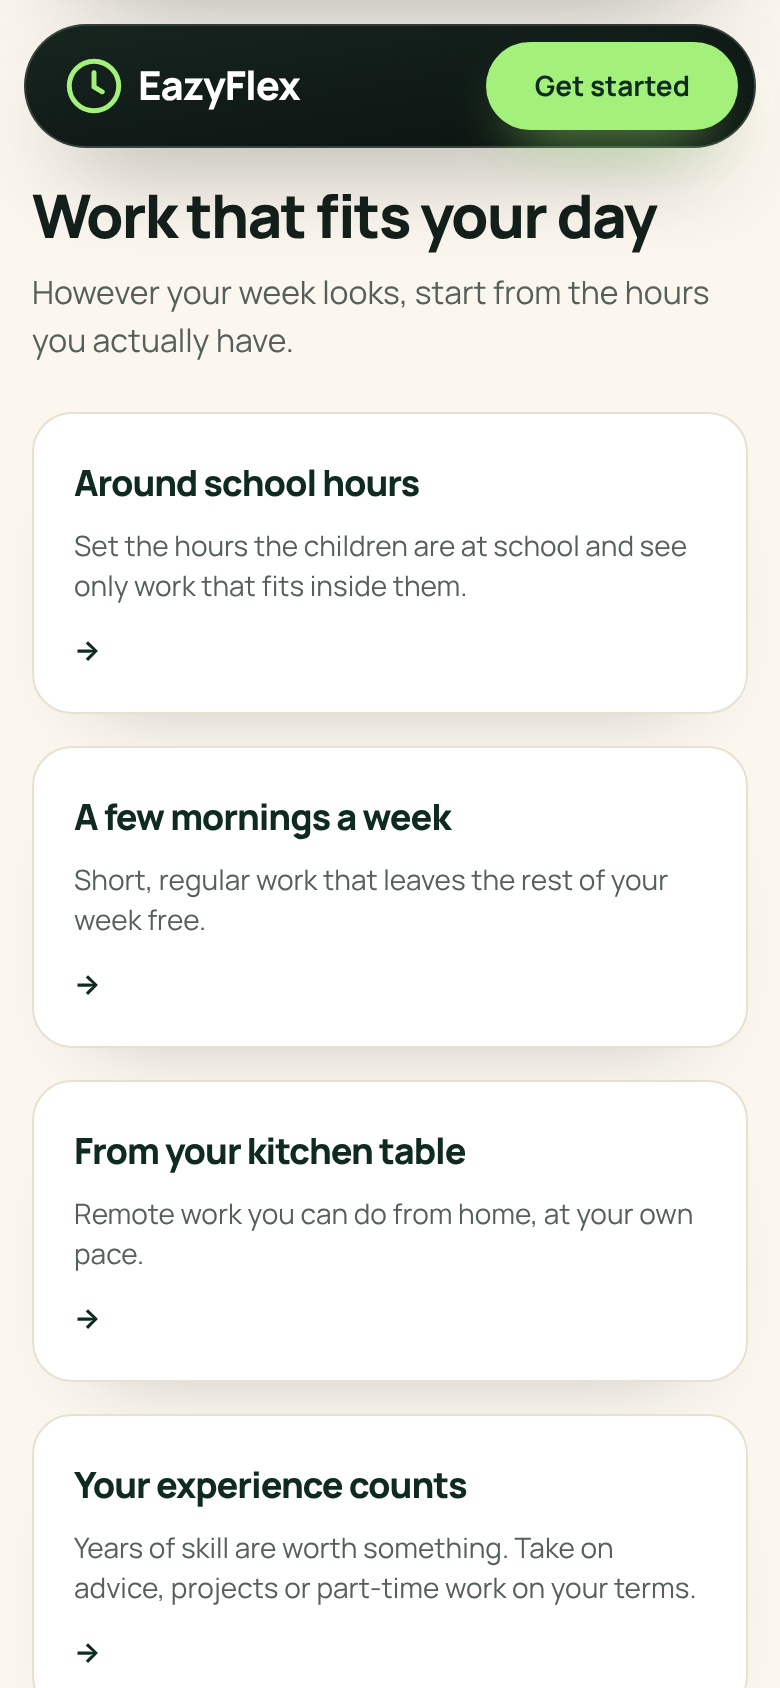 EazyFlex
Get started
Work that fits your day
However your week looks, start from the hours
you actually have.
Around school hours
Set the hours the children are at school and see
only work that fits inside them.
→
A few mornings a week
Short, regular work that leaves the rest of your
week free.
→
From your kitchen table
Remote work you can do from home, at your own
pace.
→
Your experience counts
Years of skill are worth something. Take on
advice, projects or part-time work on your terms.
→